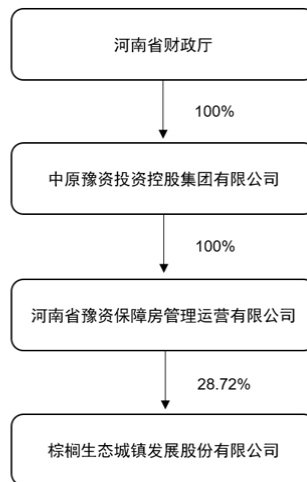 河南省财政厅
100%
中原豫资投资控股集团有限公司
100%
河南省豫资保障房管理运营有限公司
28.72%
棕榈生态城镇发展股份有限公司